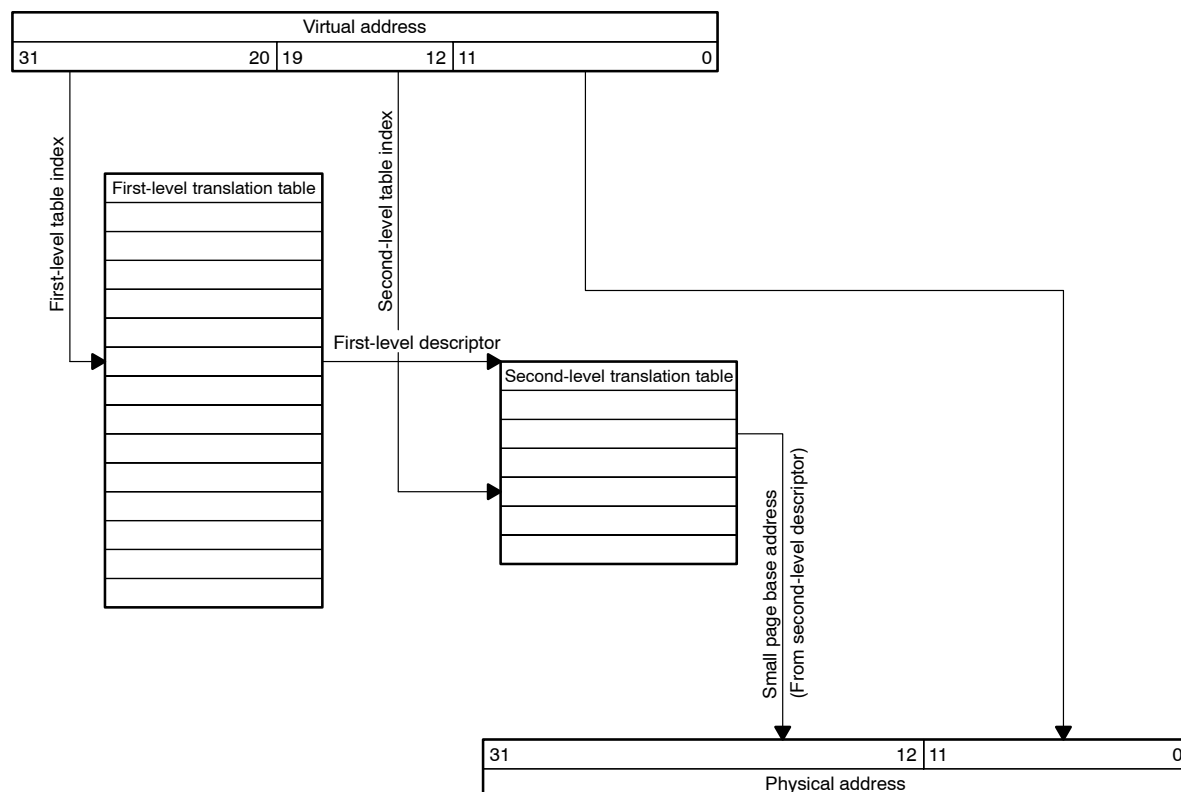 Virtual address
31 20 19 12 11 0
First-level table index
Second-level table index
First-level translation table
First-level descriptor
Second-level translation table
Small page base address
(From second-level descriptor)
31 12 11 0
Physical address